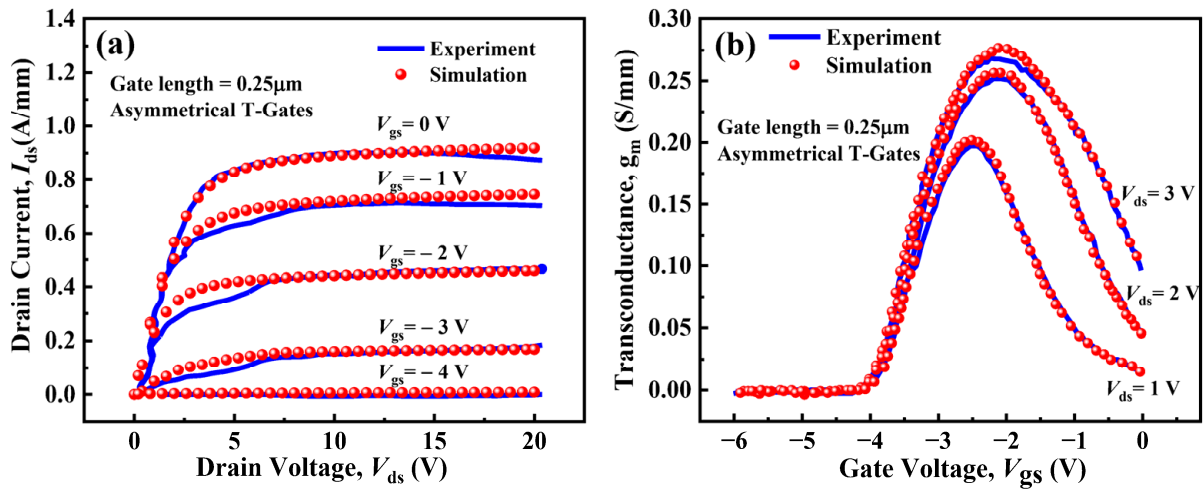 (a)
Experiment
Simulation
Gate length = 0.25μm
Asymmetrical T-Gates
Vgs= 0 V
Vgs= − 1 V
Vgs= − 2 V
Vgs= − 3 V
Vgs= − 4 V
1.4
1.2
1.0
0.8
0.6
0.4
0.2
0.0
0
5
10
15
20
Drain Current, Ids(A/mm)
Drain Voltage, Vds (V)
(b)
Experiment
Simulation
Gate length = 0.25μm
Asymmetrical T-Gates
Vds= 3 V
Vds= 2 V
Vds= 1 V
0.30
0.25
0.20
0.15
0.10
0.05
0.00
−6
−5
−4
−3
−2
−1
0
Transconductance, gm (S/mm)
Gate Voltage, Vgs (V)